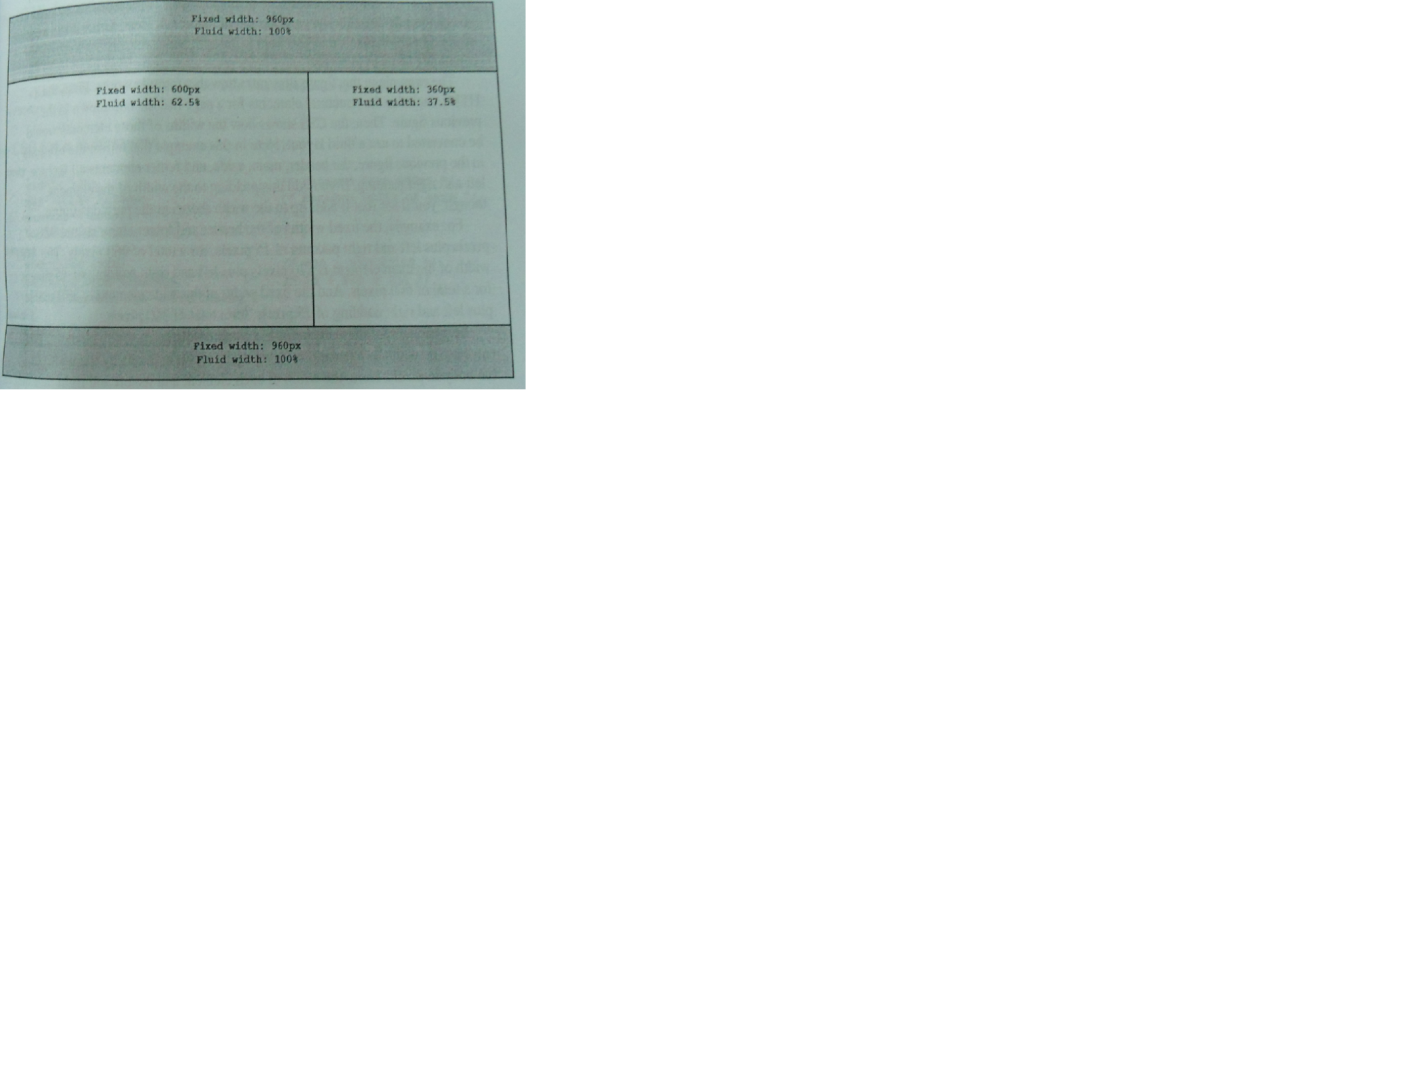 Fixed width: 960px
Fluid width: 100%
Fixed width: 600px
Fluid width: 62.5%
Fixed width: 360px
Fluid width: 37.5%
Fixed width: 960px
Fluid width: 100%